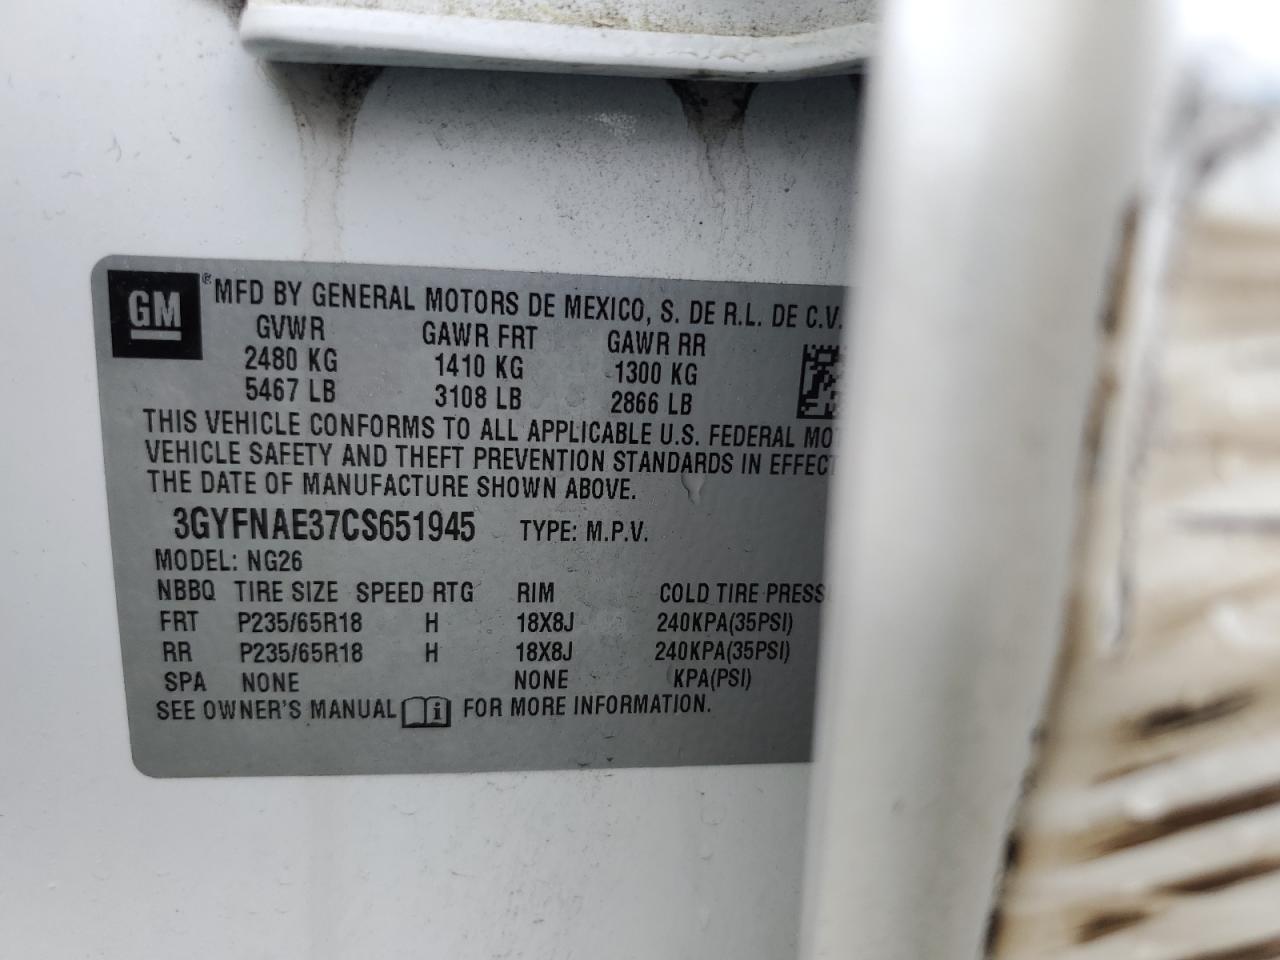 GM ® MFD BY GENERAL MOTORS DE MEXICO, S. DE R.L. DE C.V.
GVWR GAWR FRT GAWR RR
2480 KG 1410 KG 1300 KG
5467 LB 3108 LB 2866 LB
THIS VEHICLE CONFORMS TO ALL APPLICABLE U.S. FEDERAL MO
VEHICLE SAFETY AND THEFT PREVENTION STANDARDS IN EFFECT
THE DATE OF MANUFACTURE SHOWN ABOVE.
3GYFNAE37CS651945 TYPE: M.P.V.
MODEL: NG26
NBBQ TIRE SIZE SPEED RTG RIM COLD TIRE PRESS
FRT P235/65R18 H 18X8J 240KPA(35PSI)
RR P235/65R18 H 18X8J 240KPA(35PSI)
SPA NONE NONE KPA(PSI)
SEE OWNER'S MANUAL i FOR MORE INFORMATION.